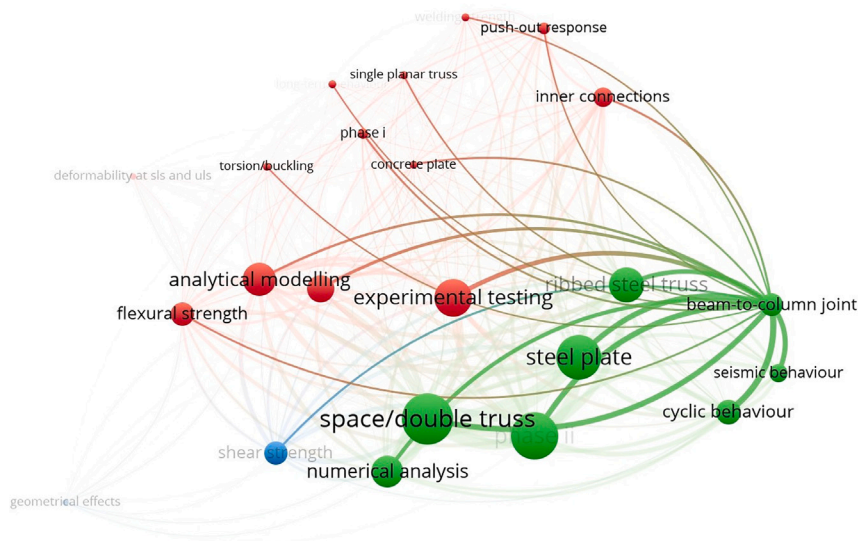 welding strength
push-out response
single planar truss
inner connections
phase i
concrete plate
torsion/buckling
deformability at sls and uls
analytical modelling
ribbed steel truss
experimental testing
beam-to-column joint
flexural strength
steel plate
seismic behaviour
cyclic behaviour
space/double truss
phase ii
shear strength
numerical analysis
geometrical effects